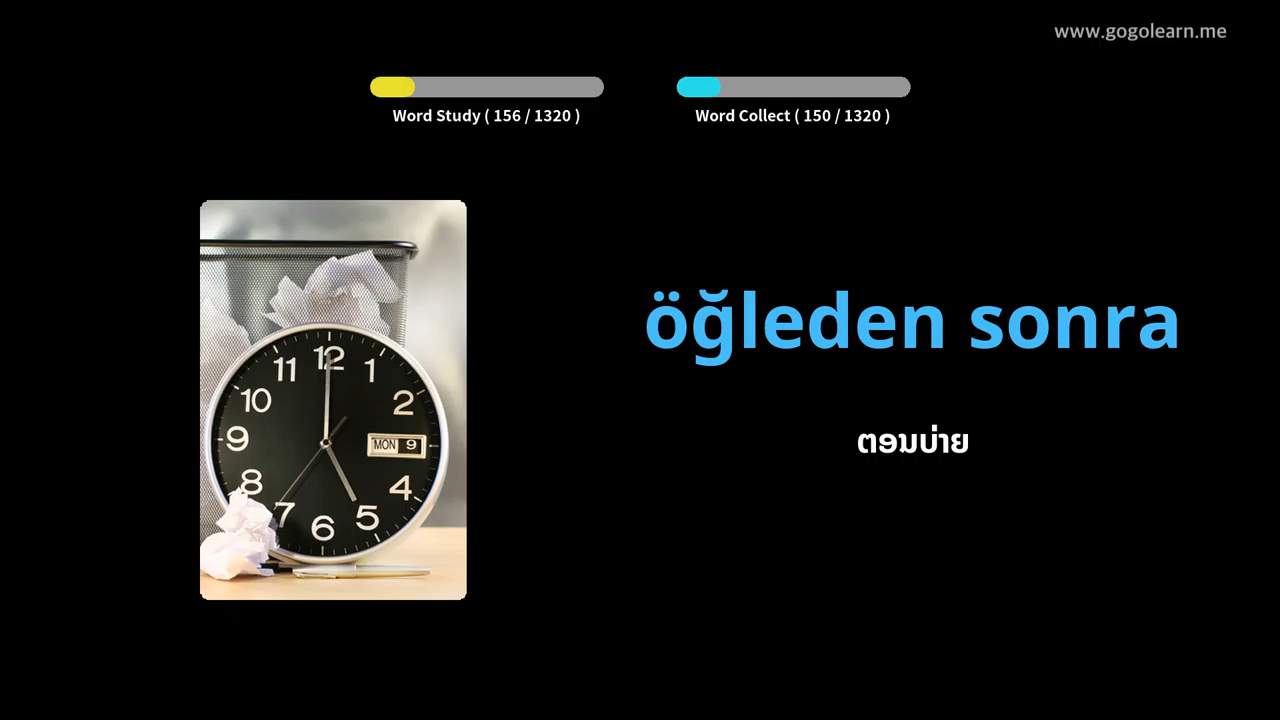 www.gogolearn.me
Word Study ( 156 / 1320 )
Word Collect ( 150 / 1320 )
öğleden sonra
ຕອນບ່າຍ
12
11
1
10
2
9
MON 9
8
4
7
5
6